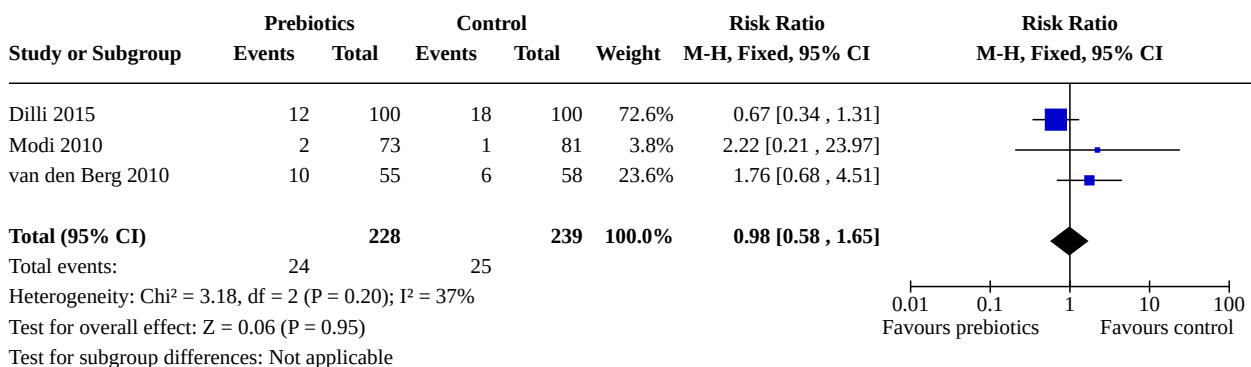 Prebiotics Control Risk Ratio Risk Ratio
Study or Subgroup Events Total Events Total Weight M-H, Fixed, 95% CI M-H, Fixed, 95% CI
Dilli 2015 12 100 18 100 72.6% 0.67 [0.34 , 1.31]
Modi 2010 2 73 1 81 3.8% 2.22 [0.21 , 23.97]
van den Berg 2010 10 55 6 58 23.6% 1.76 [0.68 , 4.51]
Total (95% CI) 228 239 100.0% 0.98 [0.58 , 1.65]
Total events: 24 25
Heterogeneity: Chi² = 3.18, df = 2 (P = 0.20); I² = 37%
Test for overall effect: Z = 0.06 (P = 0.95)
Test for subgroup differences: Not applicable
0.01 0.1 1 10 100
Favours prebiotics Favours control